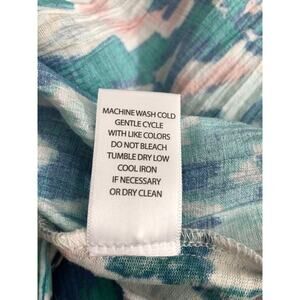 MACHINE WASH COLD
GENTLE CYCLE
WITH LIKE COLORS
DO NOT BLEACH
TUMBLE DRY LOW
COOL IRON
IF NECESSARY
OR DRY CLEAN